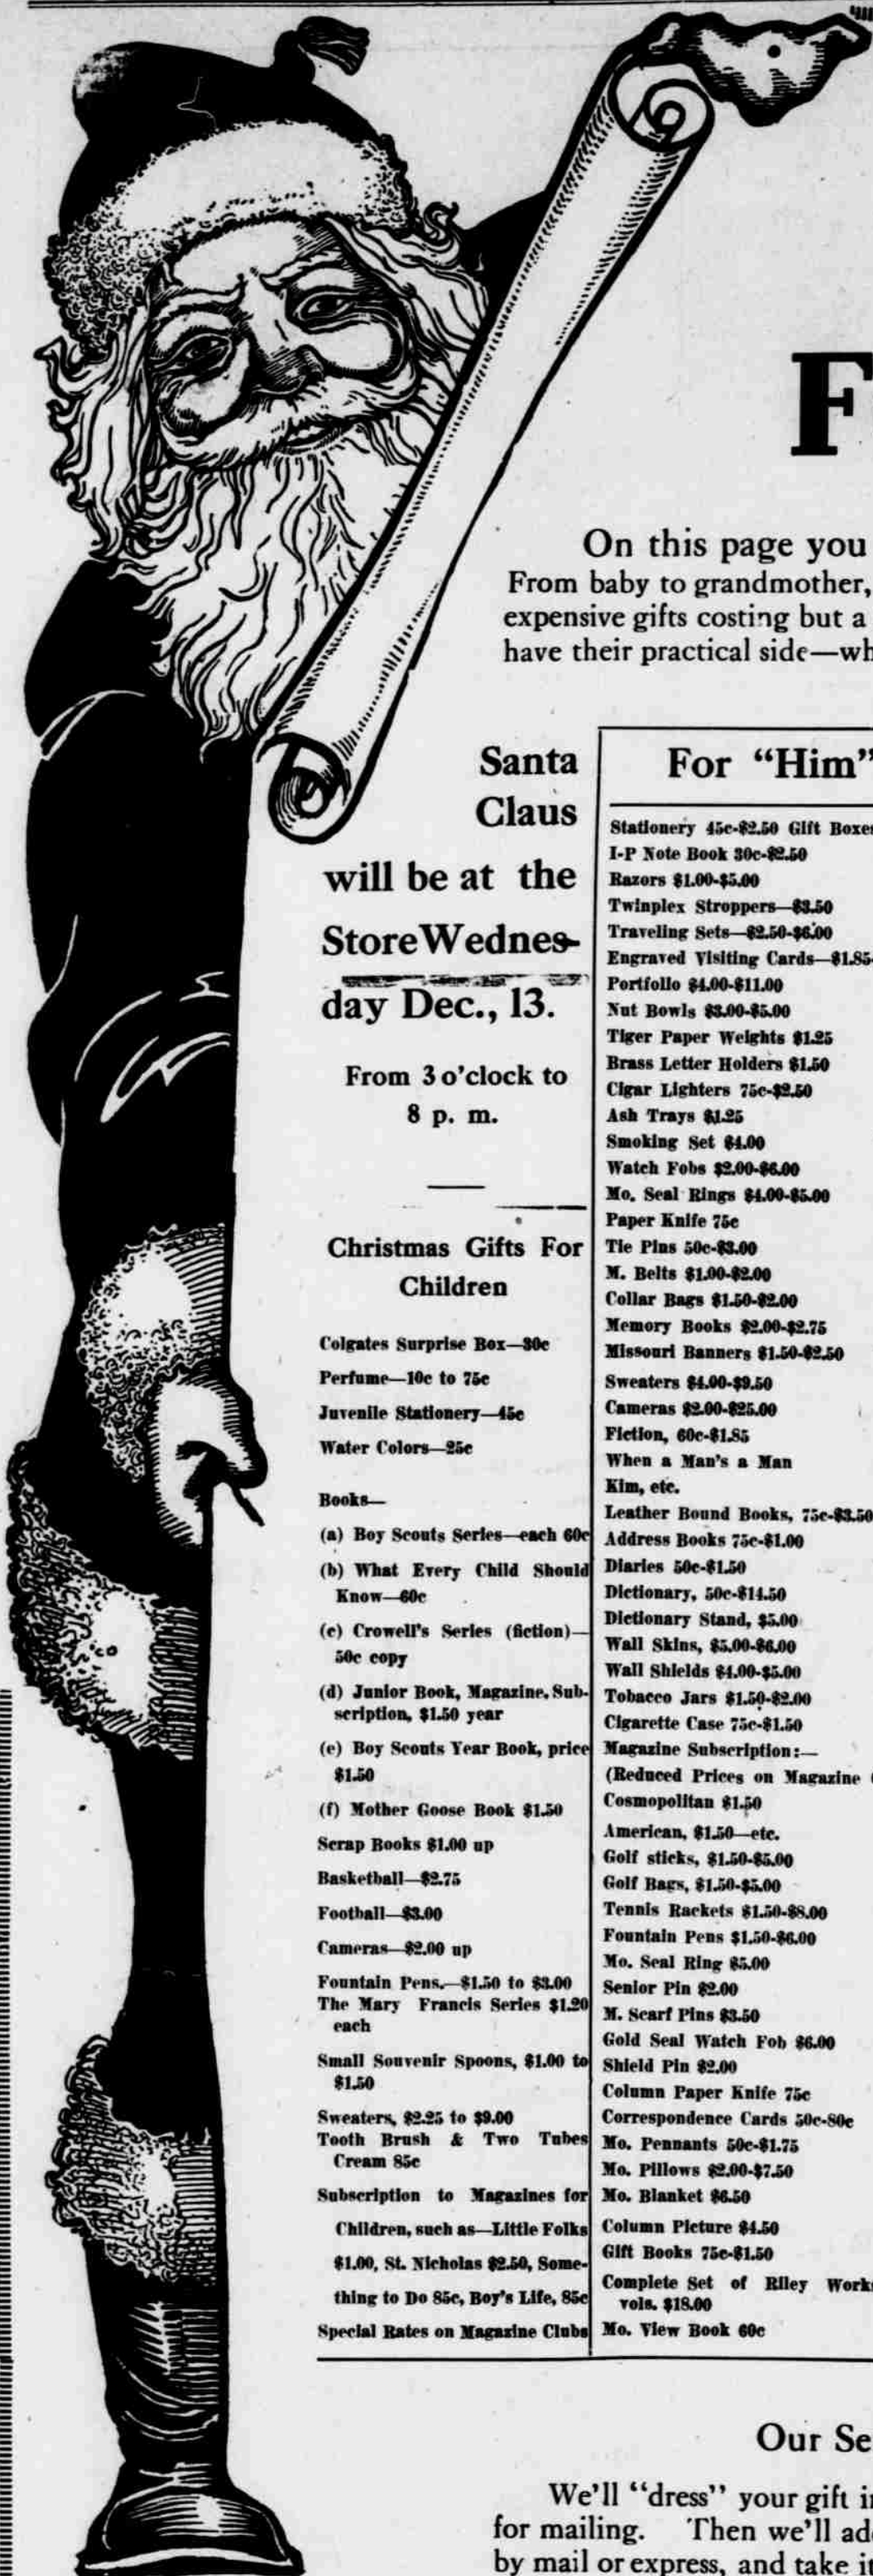 F
On this page you
From baby to grandmother,
expensive gifts costing but a
have their practical side—wh
Santa
Claus
will be at the
Store Wednes-
day Dec., 13.
From 3 o'clock to
8 p. m.
Christmas Gifts For
Children
Colgates Surprise Box—30c
Perfume—10c to 75c
Juvenile Stationery—45c
Water Colors—25c
Books—
(a) Boy Scouts Series—each 60c
(b) What Every Child Should
Know—60c
(c) Crowell's Series (fiction)—
50c copy
(d) Junior Book, Magazine, Sub-
scription, $1.50 year
(e) Boy Scouts Year Book, price
$1.50
(f) Mother Goose Book $1.50
Scrap Books $1.00 up
Basketball—$2.75
Football—$3.00
Cameras—$2.00 up
Fountain Pens.—$1.50 to $3.00
The Mary Francis Series $1.20
each
Small Souvenir Spoons, $1.00 to
$1.50
Sweaters, $2.25 to $9.00
Tooth Brush & Two Tubes
Cream 85c
Subscription to Magazines for
Children, such as—Little Folks
$1.00, St. Nicholas $2.50, Some-
thing to Do 85c, Boy's Life, 85c
Special Rates on Magazine Clubs
For "Him"
Stationery 45c-$2.50 Gift Boxes
I-P Note Book 30c-$2.50
Razors $1.00-$5.00
Twinplex Stroppers—$3.50
Traveling Sets—$2.50-$6.00
Engraved Visiting Cards—$1.85-
Portfolio $4.00-$11.00
Nut Bowls $3.00-$5.00
Tiger Paper Weights $1.25
Brass Letter Holders $1.50
Cigar Lighters 75c-$2.50
Ash Trays $1.25
Smoking Set $4.00
Watch Fobs $2.00-$6.00
Mo. Seal Rings $4.00-$5.00
Paper Knife 75c
Tie Pins 50c-$3.00
M. Belts $1.00-$2.00
Collar Bags $1.50-$2.00
Memory Books $2.00-$2.75
Missouri Banners $1.50-$2.50
Sweaters $4.00-$9.50
Cameras $2.00-$25.00
Fiction, 60c-$1.85
When a Man's a Man
Kim, etc.
Leather Bound Books, 75c-$3.50
Address Books 75c-$1.00
Diaries 50c-$1.50
Dictionary, 50c-$14.50
Dictionary Stand, $5.00
Wall Skins, $5.00-$6.00
Wall Shields $4.00-$5.00
Tobacco Jars $1.50-$2.00
Cigarette Case 75c-$1.50
Magazine Subscription:—
(Reduced Prices on Magazine
Cosmopolitan $1.50
American, $1.50—etc.
Golf sticks, $1.50-$5.00
Golf Bags, $1.50-$5.00
Tennis Rackets $1.50-$8.00
Fountain Pens $1.50-$6.00
Mo. Seal Ring $5.00
Senior Pin $2.00
M. Scarf Pins $3.50
Gold Seal Watch Fob $6.00
Shield Pin $2.00
Column Paper Knife 75c
Correspondence Cards 50c-80c
Mo. Pennants 50c-$1.75
Mo. Pillows $2.00-$7.50
Mo. Blanket $6.50
Column Picture $4.50
Gift Books 75c-$1.50
Complete Set of Riley Works
vols. $18.00
Mo. View Book 60c
Our Se
We'll "dress" your gift i
for mailing. Then we'll ad
by mail or express, and take i